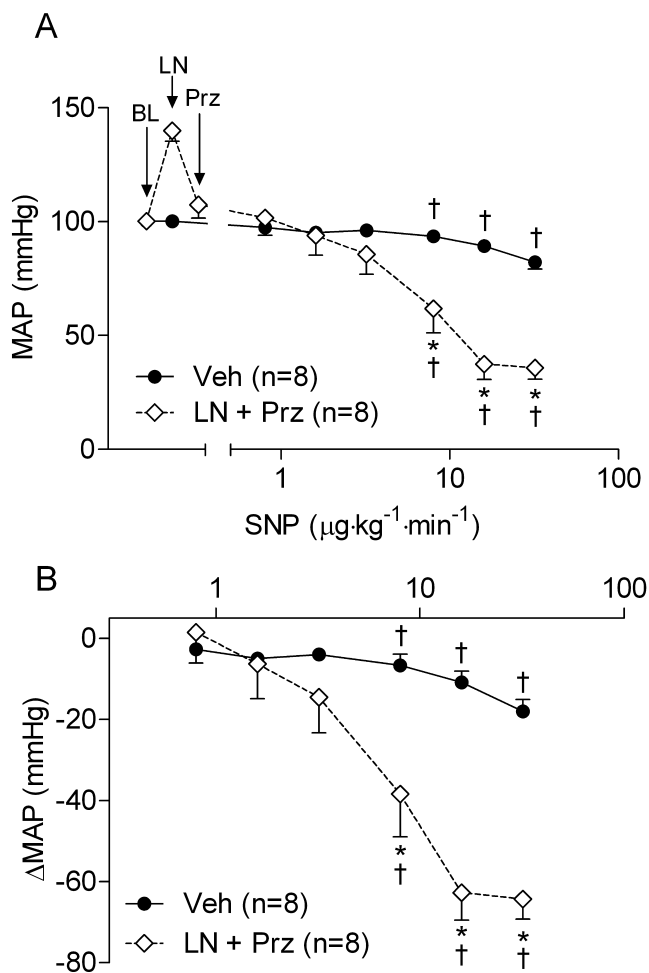 A
LN
BL
Prz
150
† † †
100
MAP (mmHg)
50
* * *
† † †
Veh (n=8)
LN + Prz (n=8)
0
1 10 100
SNP (µg·kg⁻¹·min⁻¹)
B
1 10 100
0
† † †
-20
-40
ΔMAP (mmHg)
*
†
-60
Veh (n=8)
* *
LN + Prz (n=8)
† †
-80